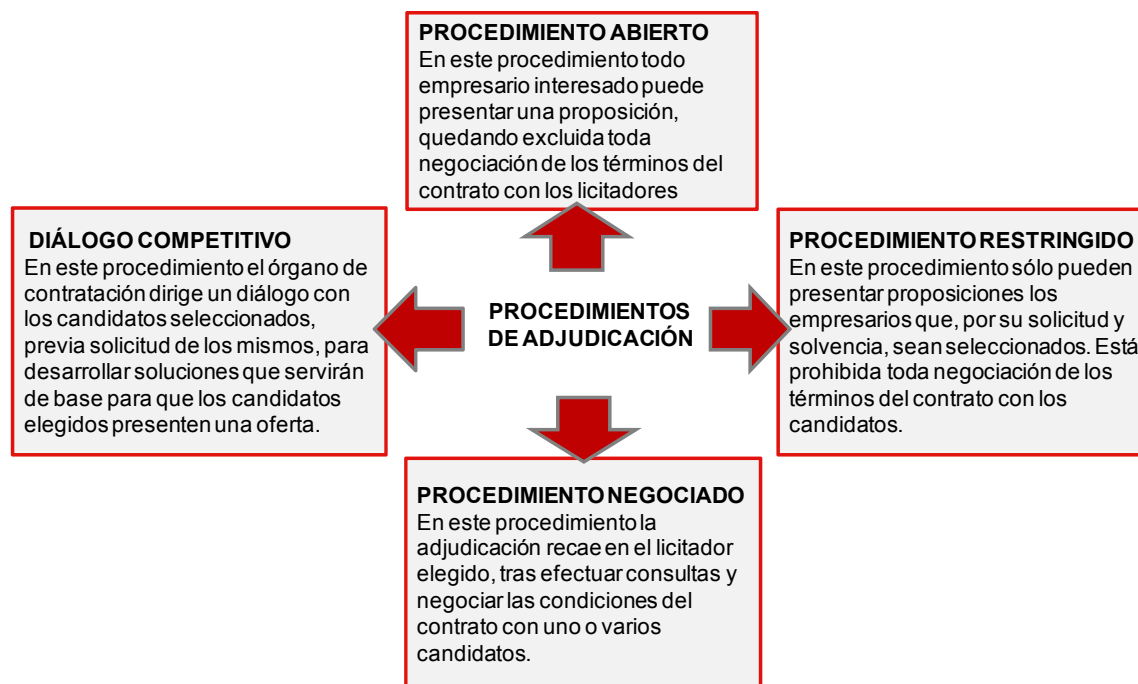 PROCEDIMIENTO ABIERTO
En este procedimiento todo
empresario interesado puede
presentar una proposición,
quedando excluida toda
negociación de los términos del
contrato con los licitadores
DIÁLOGO COMPETITIVO
En este procedimiento el órgano de
contratación dirige un diálogo con
los candidatos seleccionados,
previa solicitud de los mismos, para
desarrollar soluciones que servirán
de base para que los candidatos
elegidos presenten una oferta.
PROCEDIMIENTOS
DE ADJUDICACIÓN
PROCEDIMIENTO RESTRINGIDO
En este procedimiento sólo pueden
presentar proposiciones los
empresarios que, por su solicitud y
solvencia, sean seleccionados. Está
prohibida toda negociación de los
términos del contrato con los
candidatos.
PROCEDIMIENTO NEGOCIADO
En este procedimiento la
adjudicación recae en el licitador
elegido, tras efectuar consultas y
negociar las condiciones del
contrato con uno o varios
candidatos.